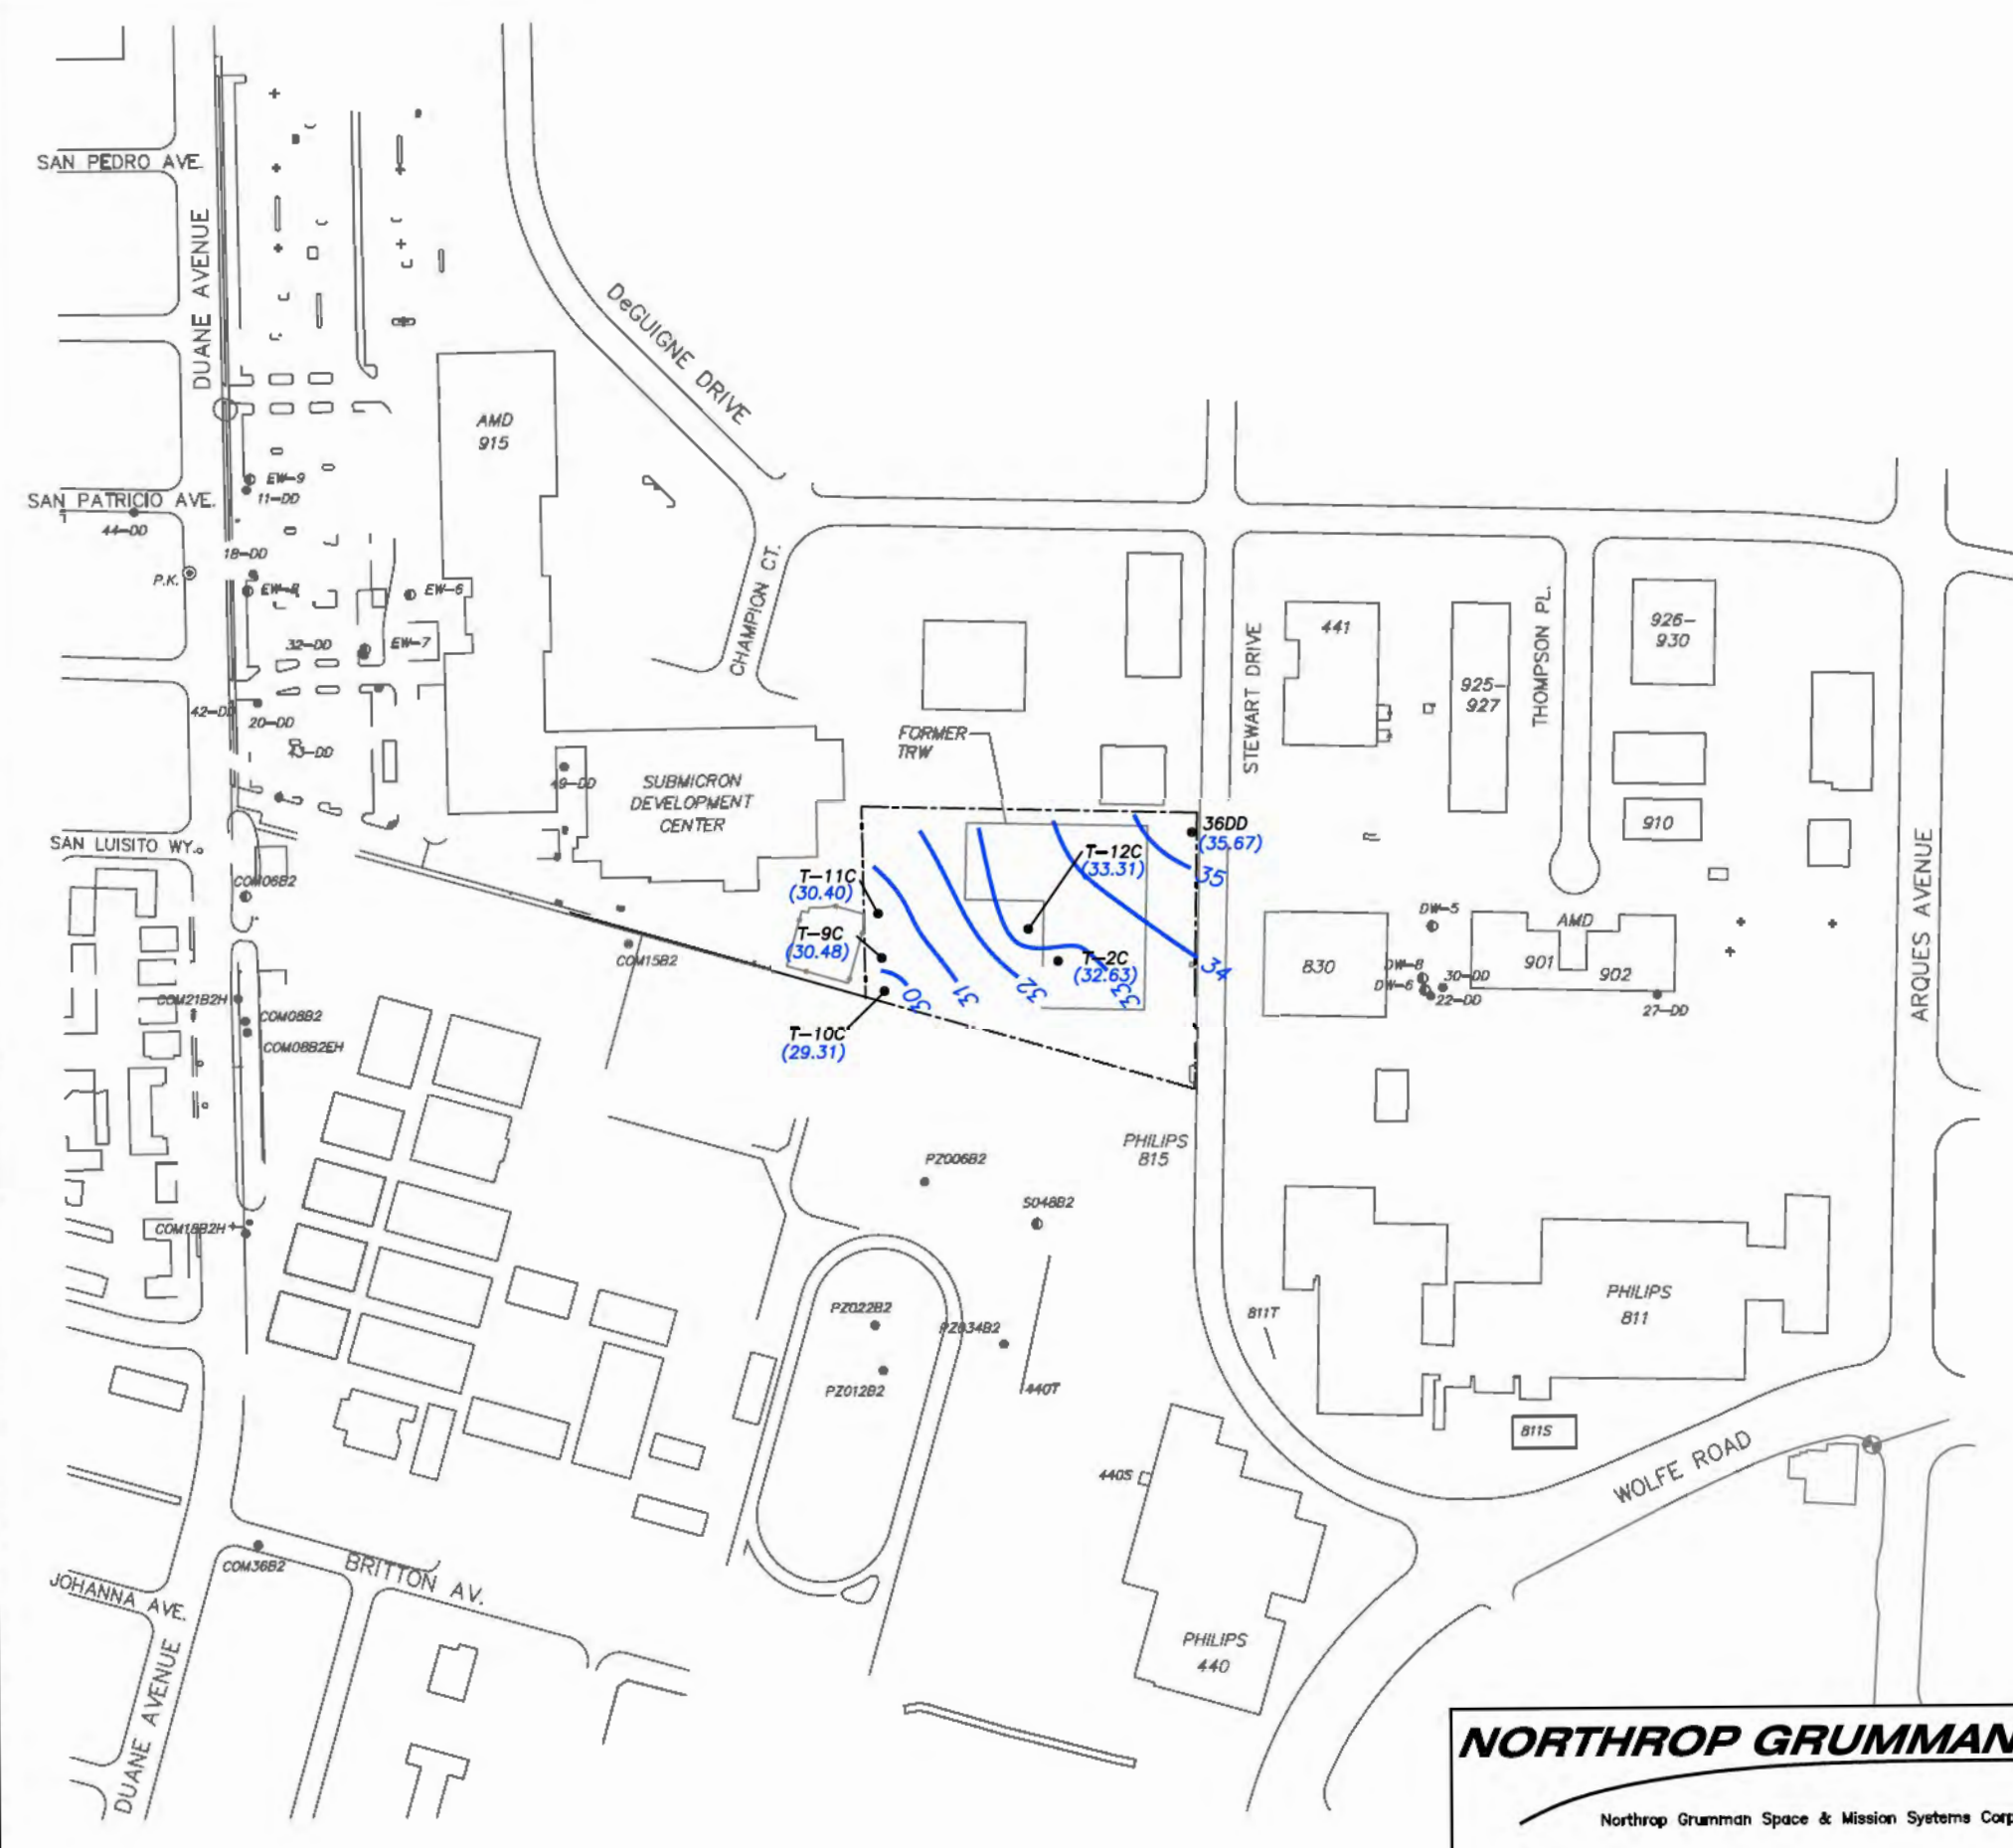 SAN PEDRO AVE.
DUANE AVENUE
DeGUIGNE DRIVE
AMD
915
EW-9
11-DD
SAN PATRICIO AVE.
44-DD
18-DD
P.K.
EW-8
EW-6
32-DD
EW-7
CHAMPION CT.
STEWART DRIVE
441
THOMPSON PL.
926-
930
925-
927
42-DD
20-DD
43-DD
49-DD
FORMER
TRW
SUBMICRON
DEVELOPMENT
CENTER
910
36DD
(35.67)
SAN LUISITO WY.
T-12C
(33.31)
35
T-11C
(30.40)
COM06B2
DW-5
AMD
901
902
ARQUES AVENUE
T-9C
(30.48)
COM15B2
T-2C
(32.63)
34
830
DW-8
30-DD
DW-6
22-DD
27-DD
30
31
32
33
COM21B2H
COM08B2
COM08B2EH
T-10C
(29.31)
PHILIPS
815
PZ006B2
S048B2
COM18B2H
PZ022B2
PZ034B2
811T
PHILIPS
811
PZ012B2
440T
811S
440S
WOLFE ROAD
COM36B2
BRITTON AV.
JOHANNA AVE.
PHILIPS
440
DUANE AVENUE
NORTHROP GRUMMAN
Northrop Grumman Space & Mission Systems Corp